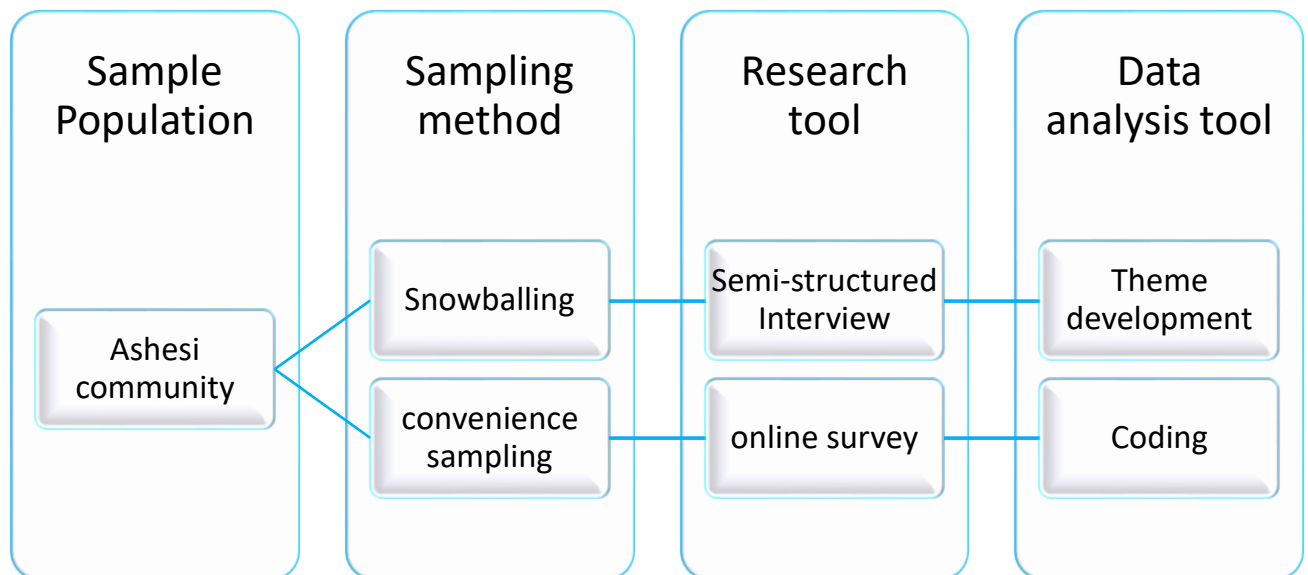 Sample
Population
Sampling
method
Research
tool
Data
analysis tool
Ashesi
community
Snowballing
convenience
sampling
Semi-structured
Interview
online survey
Theme
development
Coding